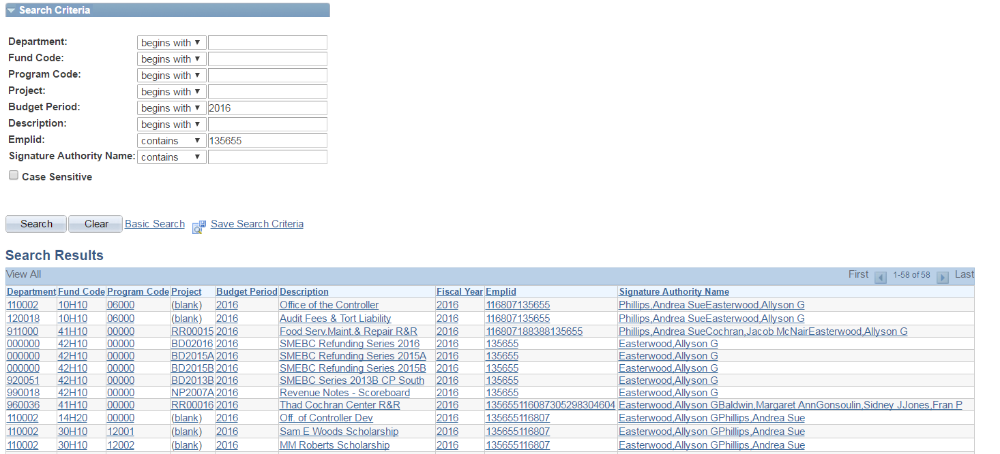 Search Criteria
Department: begins with
Fund Code: begins with
Program Code: begins with
Project: begins with
Budget Period: begins with 2016
Description: begins with
Emplid: contains 135655
Signature Authority Name: contains
Case Sensitive
Search Clear Basic Search Save Search Criteria
Search Results
View All First 1-58 of 58 Last
Department Fund Code Program Code Project Budget Period Description Fiscal Year Emplid Signature Authority Name
110002 10H10 06000 (blank) 2016 Office of the Controller 2016 116807135655 Phillips,Andrea SueEasterwood,Allyson G
120018 10H10 06000 (blank) 2016 Audit Fees & Tort Liability 2016 116807135655 Phillips,Andrea SueEasterwood,Allyson G
911000 41H10 00000 RR00015 2016 Food Serv.Maint.& Repair R&R 2016 116807188388135655 Phillips,Andrea SueCochran,Jacob McNairEasterwood,Allyson G
000000 42H10 00000 BD02016 2016 SMEBC Refunding Series 2016 2016 135655 Easterwood,Allyson G
000000 42H10 00000 BD2015A 2016 SMEBC Refunding Series 2015A 2016 135655 Easterwood,Allyson G
000000 42H10 00000 BD2015B 2016 SMEBC Refunding Series 2015B 2016 135655 Easterwood,Allyson G
920051 42H10 00000 BD2013B 2016 SMEBC Series 2013B CP South 2016 135655 Easterwood,Allyson G
990018 42H10 00000 NP2007A 2016 Revenue Notes - Scoreboard 2016 135655 Easterwood,Allyson G
960036 41H10 00000 RR00016 2016 Thad Cochran Center R&R 2016 135655116087305298304604 Easterwood,Allyson GBaldwin,Margaret AnnGonsoulin,Sidney JJones,Fran P
110002 14H20 00000 (blank) 2016 Off. of Controller Dev 2016 135655116807 Easterwood,Allyson GPhillips,Andrea Sue
110002 30H10 12001 (blank) 2016 Sam E Woods Scholarship 2016 135655116807 Easterwood,Allyson GPhillips,Andrea Sue
110002 30H10 12002 (blank) 2016 MM Roberts Scholarship 2016 135655116807 Easterwood,Allyson GPhillips,Andrea Sue